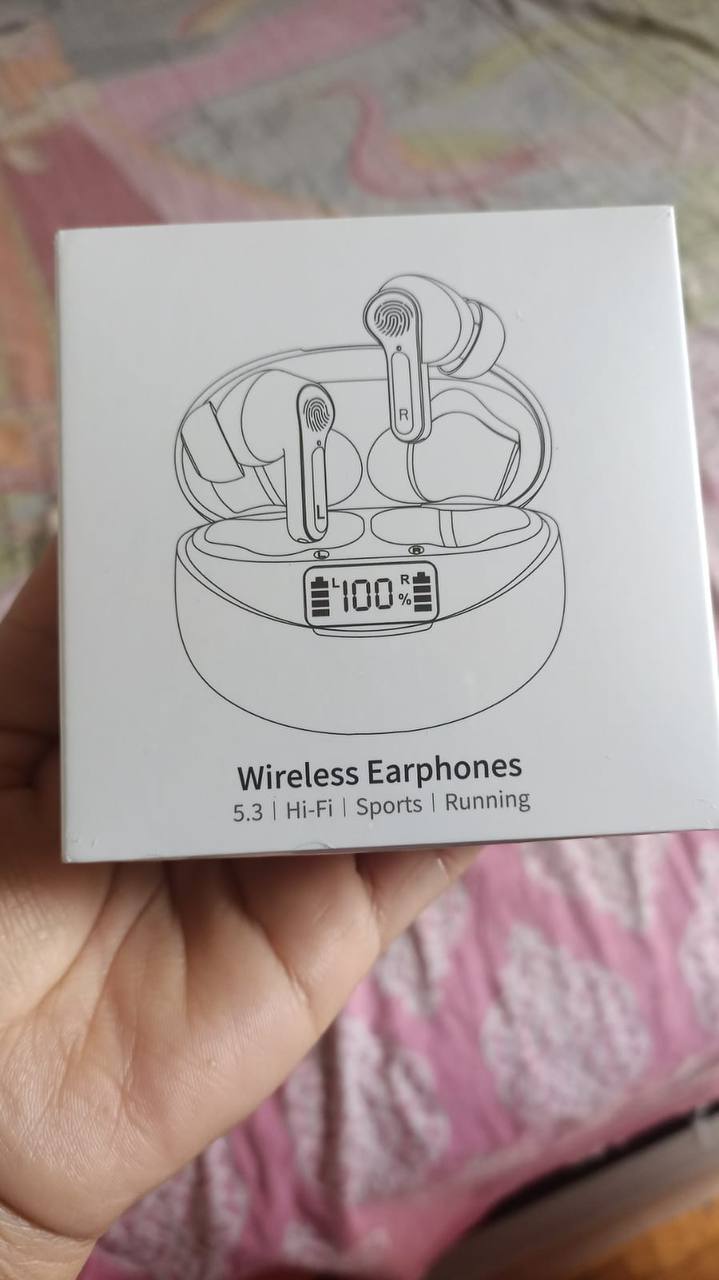 R
L
L R
L 100 % R
Wireless Earphones
5.3 | Hi-Fi | Sports | Running